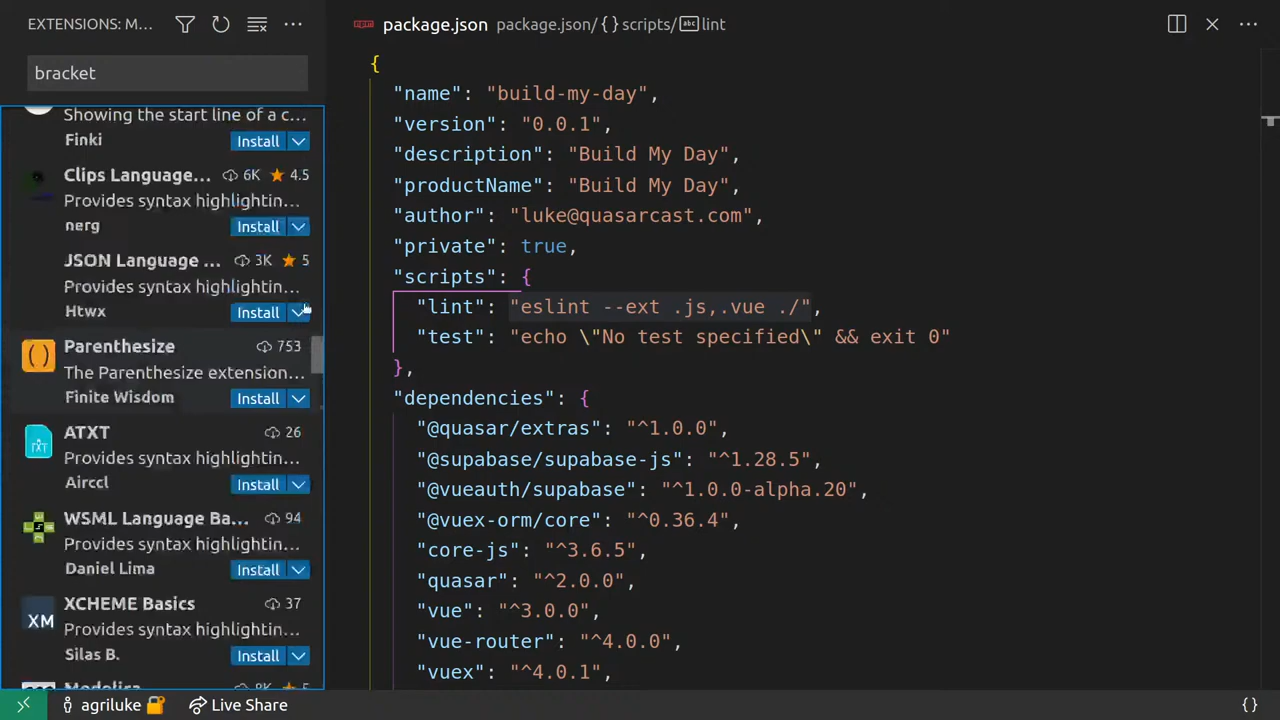 EXTENSIONS: M...
bracket
Showing the start line of a c...
Finki Install
Clips Language... 6K 4.5
Provides syntax highlightin...
nerg Install
JSON Language ... 3K 5
Provides syntax highlightin...
Htwx Install
Parenthesize 753
The Parenthesize extension...
Finite Wisdom Install
ATXT 26
Provides syntax highlightin...
Airccl Install
WSML Language Ba... 94
Provides syntax highlightin...
Daniel Lima Install
XM
XCHEME Basics 37
Provides syntax highlightin...
Silas B. Install
Modelica 8K 5
package.json package.json/ { } scripts/ abc lint
{
"name": "build-my-day",
"version": "0.0.1",
"description": "Build My Day",
"productName": "Build My Day",
"author": "luke@quasarcast.com",
"private": true,
"scripts": {
"lint": "eslint --ext .js,.vue ./",
"test": "echo \"No test specified\" && exit 0"
},
"dependencies": {
"@quasar/extras": "^1.0.0",
"@supabase/supabase-js": "^1.28.5",
"@vueauth/supabase": "^1.0.0-alpha.20",
"@vuex-orm/core": "^0.36.4",
"core-js": "^3.6.5",
"quasar": "^2.0.0",
"vue": "^3.0.0",
"vue-router": "^4.0.0",
"vuex": "^4.0.1",
agriluke Live Share { }